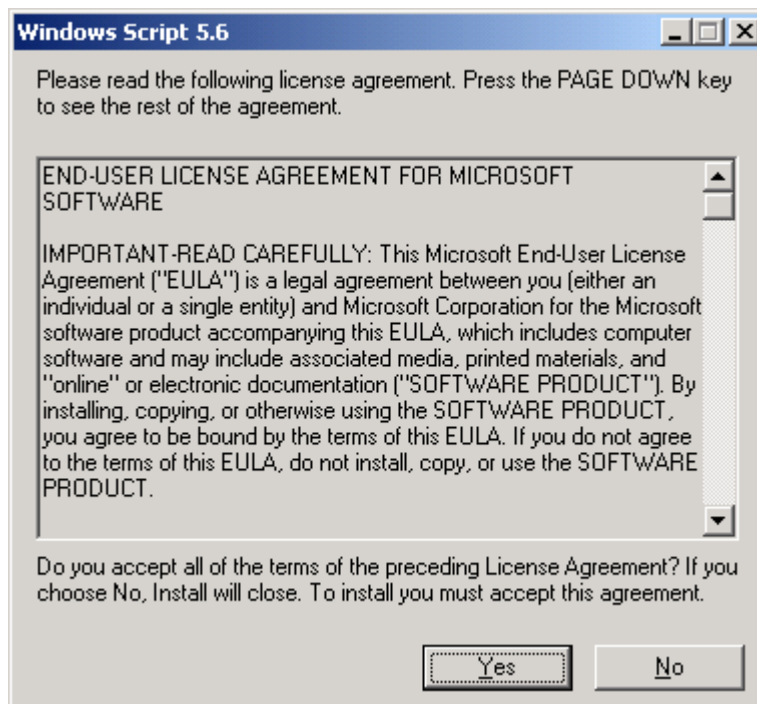 Windows Script 5.6
Please read the following license agreement. Press the PAGE DOWN key
to see the rest of the agreement.
END-USER LICENSE AGREEMENT FOR MICROSOFT
SOFTWARE
IMPORTANT-READ CAREFULLY: This Microsoft End-User License
Agreement ("EULA") is a legal agreement between you (either an
individual or a single entity) and Microsoft Corporation for the Microsoft
software product accompanying this EULA, which includes computer
software and may include associated media, printed materials, and
"online" or electronic documentation ("SOFTWARE PRODUCT"). By
installing, copying, or otherwise using the SOFTWARE PRODUCT,
you agree to be bound by the terms of this EULA. If you do not agree
to the terms of this EULA, do not install, copy, or use the SOFTWARE
PRODUCT.
Do you accept all of the terms of the preceding License Agreement? If you
choose No, Install will close. To install you must accept this agreement.
Yes No